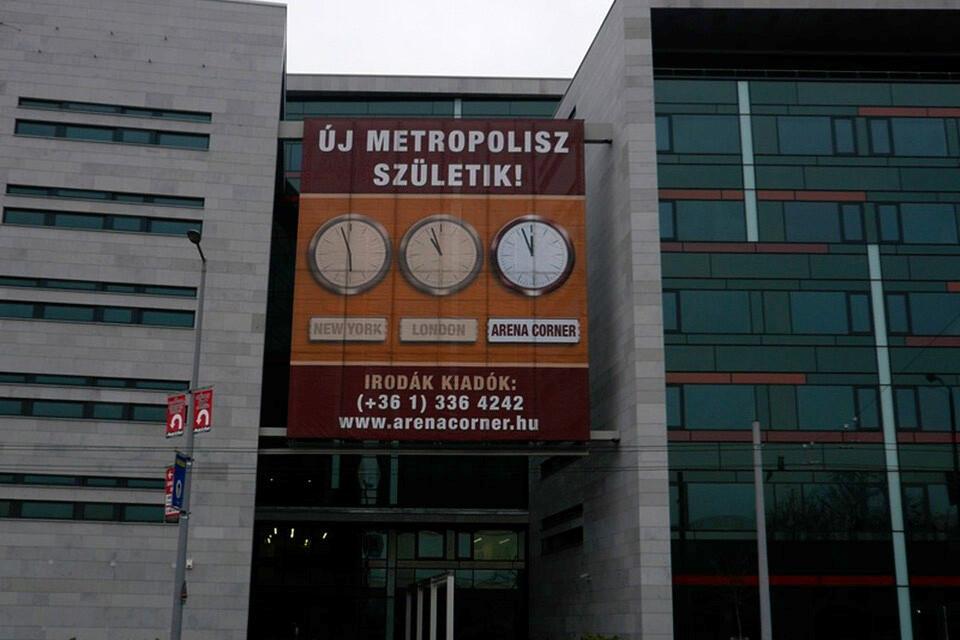 ÚJ METROPOLISZ
SZÜLETIK!
NEW YORK
LONDON
ARENA CORNER
IRODÁK KIADÓK:
(+36 1) 336 4242
www.arenacorner.hu